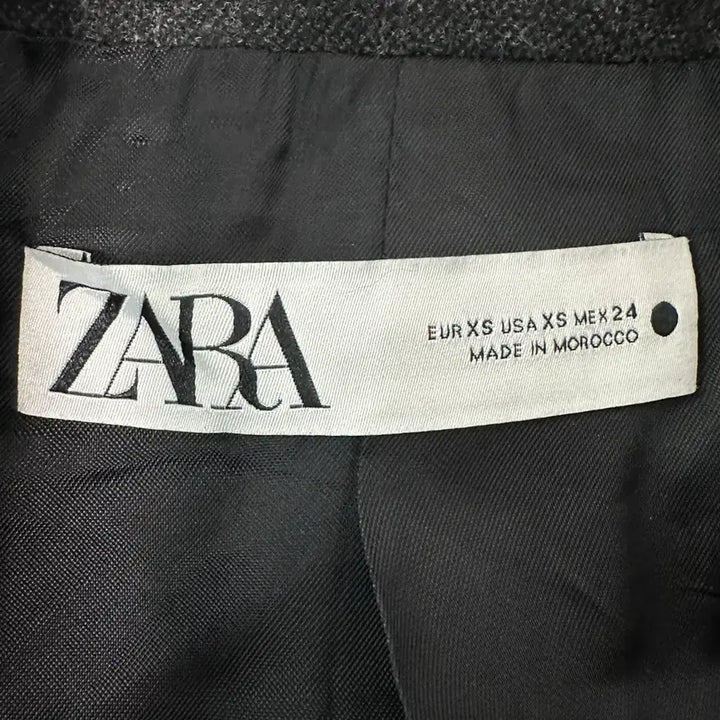 ZARA
EUR XS USA XS MEX 24
MADE IN MOROCCO